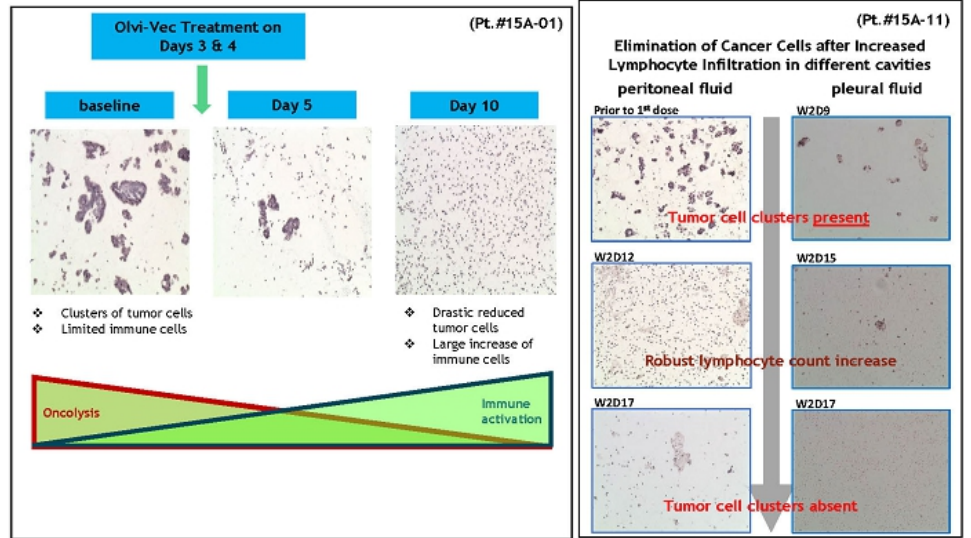 (Pt.#15A-01)
Olvi-Vec Treatment on
Days 3 & 4
baseline
Day 5
Day 10
❖ Clusters of tumor cells
❖ Limited immune cells
❖ Drastic reduced
tumor cells
❖ Large increase of
immune cells
Oncolysis
Immune
activation
(Pt.#15A-11)
Elimination of Cancer Cells after Increased
Lymphocyte Infiltration in different cavities
peritoneal fluid
pleural fluid
Prior to 1st dose
W2D9
Tumor cell clusters present
W2D12
W2D15
Robust lymphocyte count increase
W2D17
W2D17
Tumor cell clusters absent